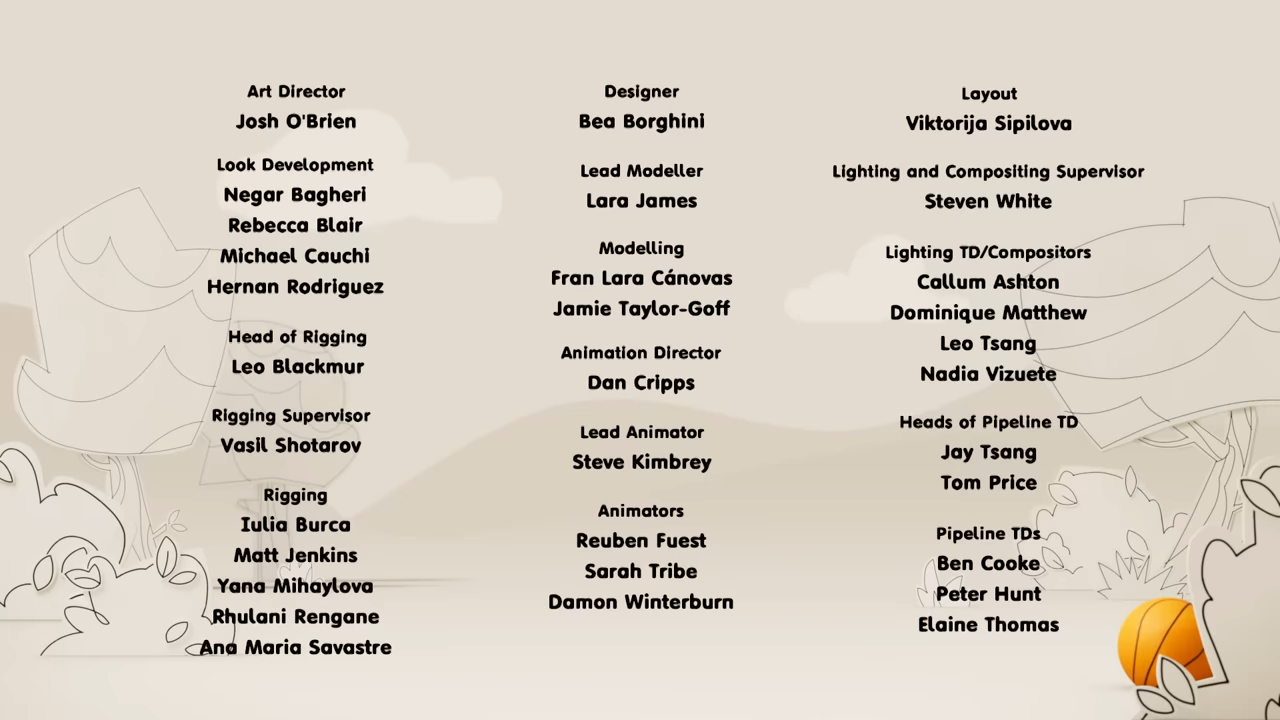 Art Director
Josh O'Brien
Look Development
Negar Bagheri
Rebecca Blair
Michael Cauchi
Hernan Rodriguez
Head of Rigging
Leo Blackmur
Rigging Supervisor
Vasil Shotarov
Rigging
Iulia Burca
Matt Jenkins
Yana Mihaylova
Rhulani Rengane
Ana Maria Savastre
Designer
Bea Borghini
Lead Modeller
Lara James
Modelling
Fran Lara Cánovas
Jamie Taylor-Goff
Animation Director
Dan Cripps
Lead Animator
Steve Kimbrey
Animators
Reuben Fuest
Sarah Tribe
Damon Winterburn
Layout
Viktorija Sipilova
Lighting and Compositing Supervisor
Steven White
Lighting TD/Compositors
Callum Ashton
Dominique Matthew
Leo Tsang
Nadia Vizuete
Heads of Pipeline TD
Jay Tsang
Tom Price
Pipeline TDs
Ben Cooke
Peter Hunt
Elaine Thomas